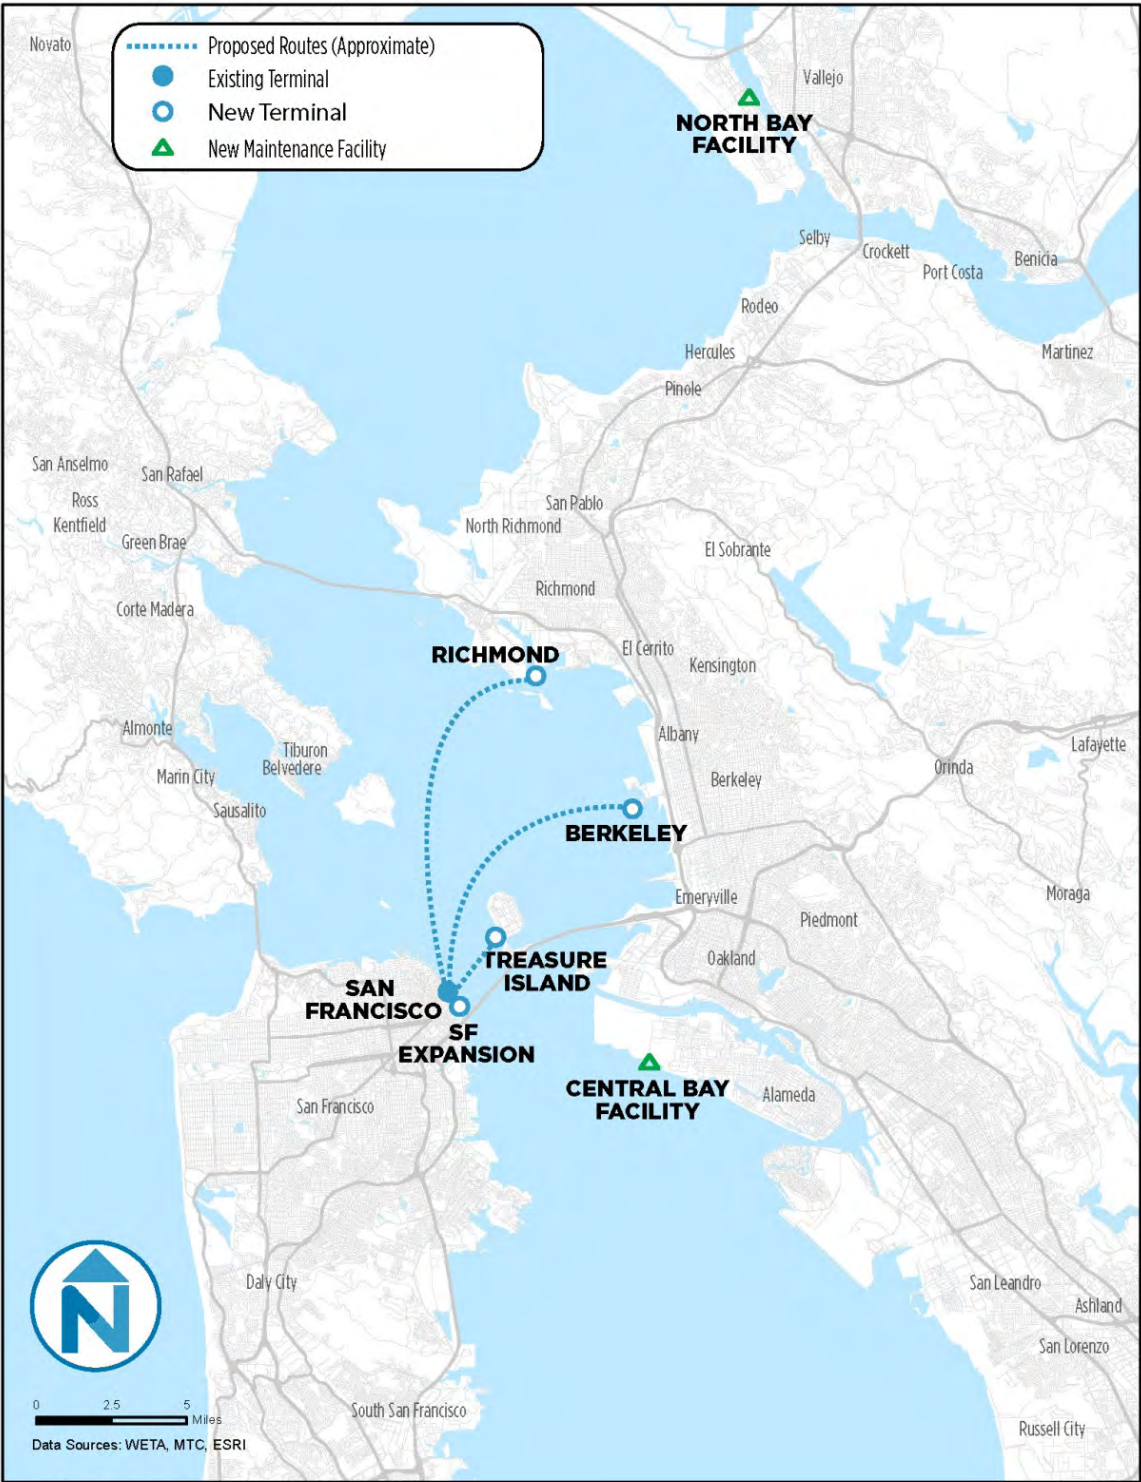 Novato
Proposed Routes (Approximate)
Existing Terminal
New Terminal
New Maintenance Facility
Vallejo
NORTH BAY
FACILITY
Selby
Crockett
Port Costa
Benicia
Rodeo
Hercules
Martinez
Pinole
San Anselmo
San Rafael
Ross
Kentfield
Green Brae
San Pablo
North Richmond
El Sobrante
Richmond
Corte Madera
RICHMOND
El Cerrito
Kensington
Almonte
Tiburon
Belvedere
Albany
Lafayette
Marin City
Orinda
Berkeley
Sausalito
BERKELEY
Emeryville
Moraga
Piedmont
TREASURE
ISLAND
Oakland
SAN
FRANCISCO
SF
EXPANSION
CENTRAL BAY
FACILITY
Alameda
San Francisco
N
Daly City
San Leandro
Ashland
San Lorenzo
0 2.5 5
Miles
South San Francisco
Russell City
Data Sources: WETA, MTC, ESRI